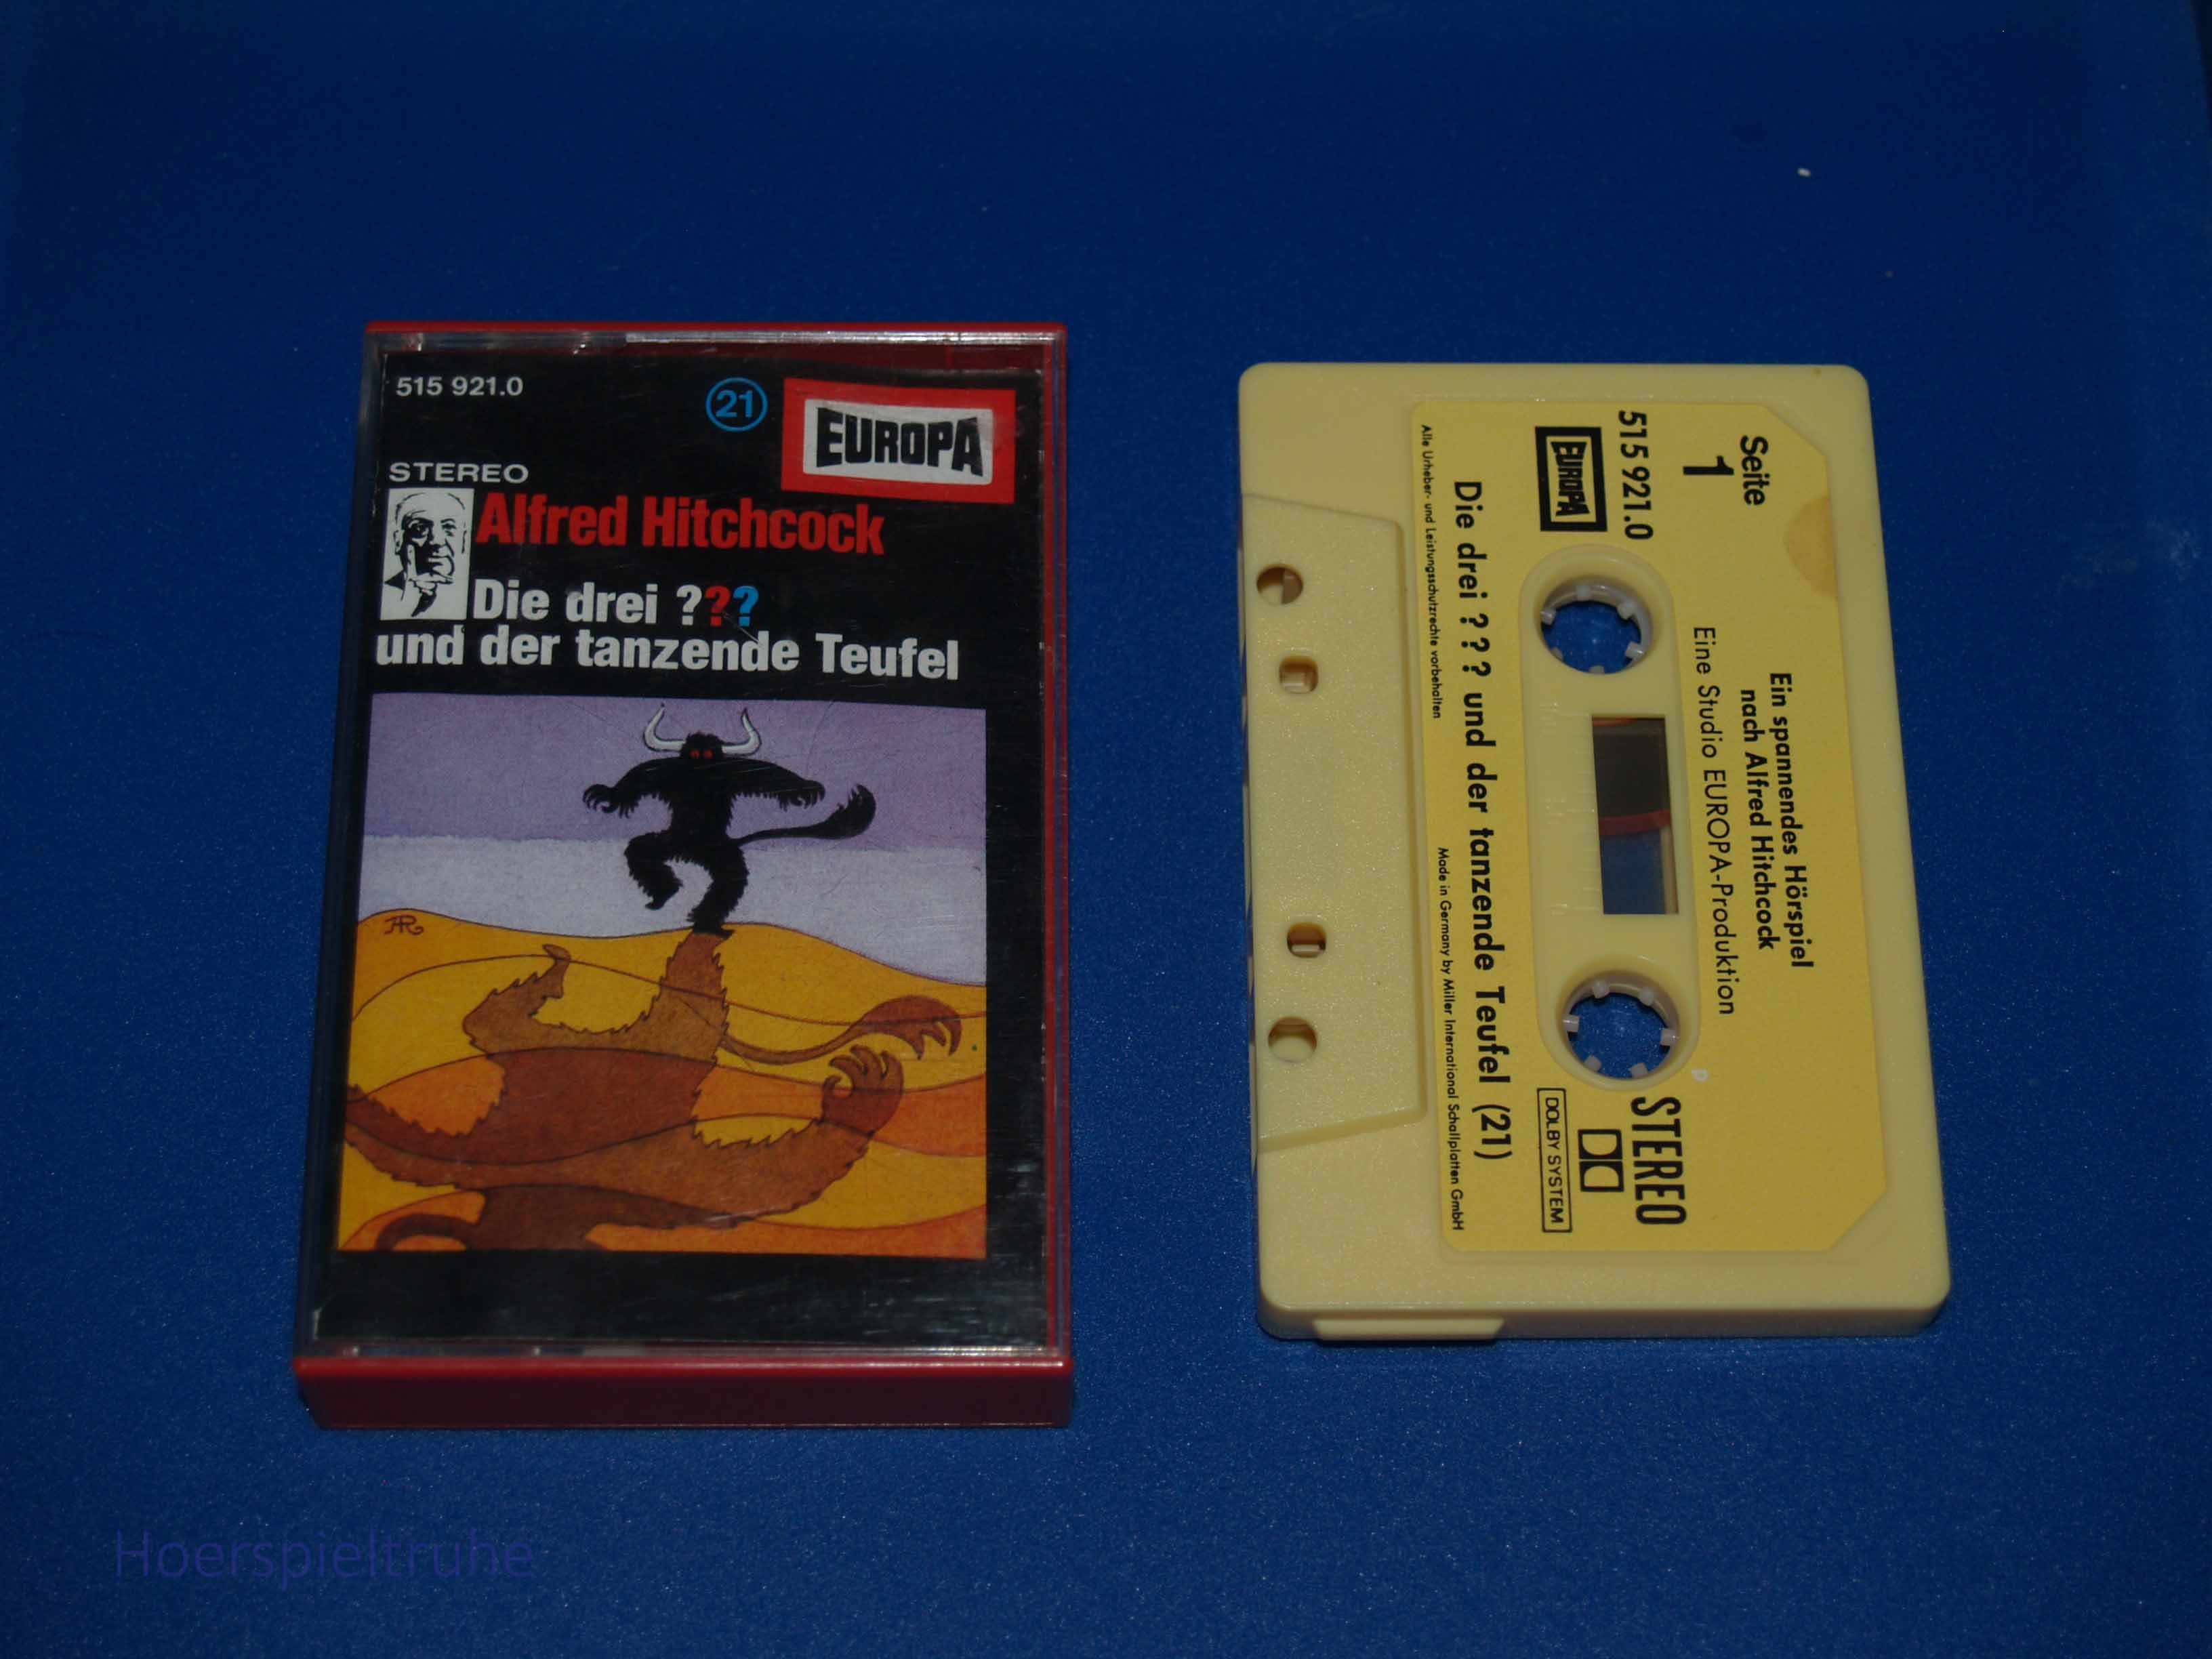 515 921.0
21
EUROPA
STEREO
Alfred Hitchcock
Die drei ???
und der tanzende Teufel
AR
Seite
1
Ein spannendes Hörspiel
nach Alfred Hitchcock
Eine Studio EUROPA-Produktion
515 921.0
EUROPA
STEREO
DOLBY SYSTEM
Die drei ??? und der tanzende Teufel (21)
Alle Urheber- und Leistungsschutzrechte vorbehalten
Made in Germany by Miller International Schallplatten GmbH
Hoerspieltruhe